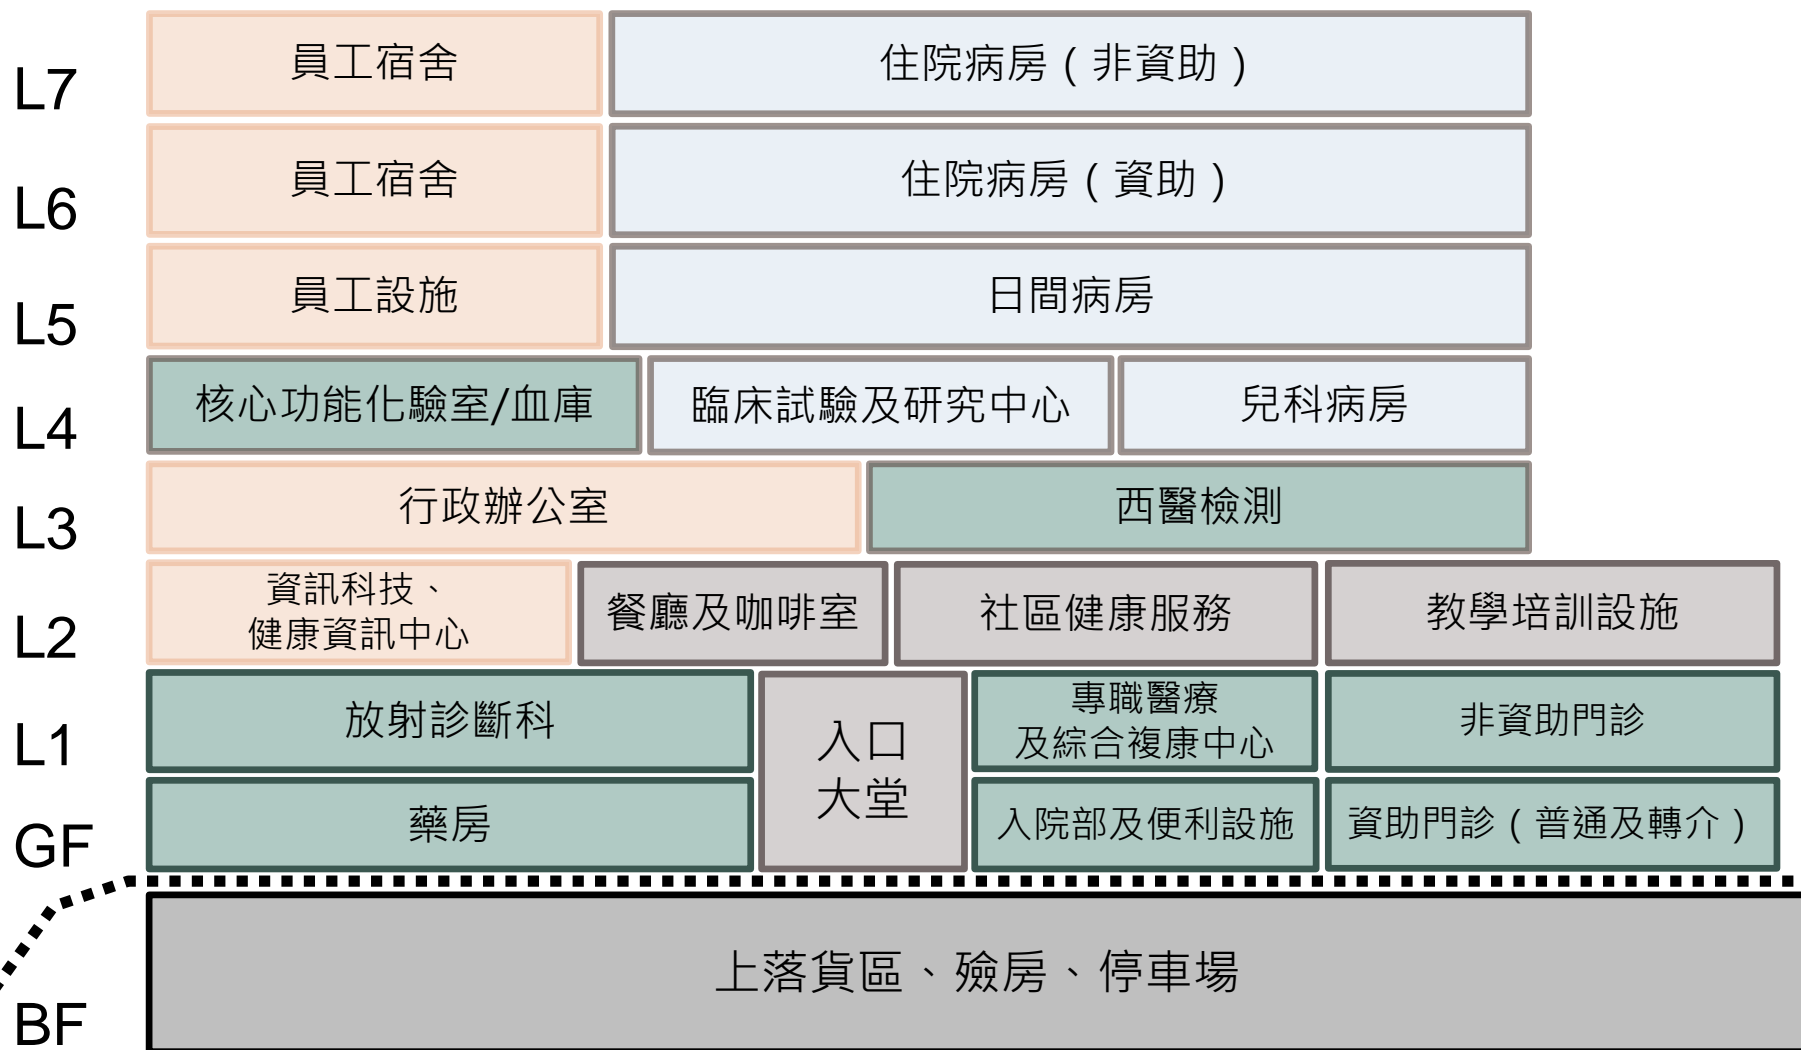 L7
員工宿舍
住院病房（非資助）
L6
員工宿舍
住院病房（資助）
L5
員工設施
日間病房
L4
核心功能化驗室/血庫
臨床試驗及研究中心
兒科病房
L3
行政辦公室
西醫檢測
L2
資訊科技、
健康資訊中心
餐廳及咖啡室
社區健康服務
教學培訓設施
L1
放射診斷科
入口
大堂
專職醫療
及綜合複康中心
非資助門診
GF
藥房
入院部及便利設施
資助門診（普通及轉介）
BF
上落貨區、殮房、停車場